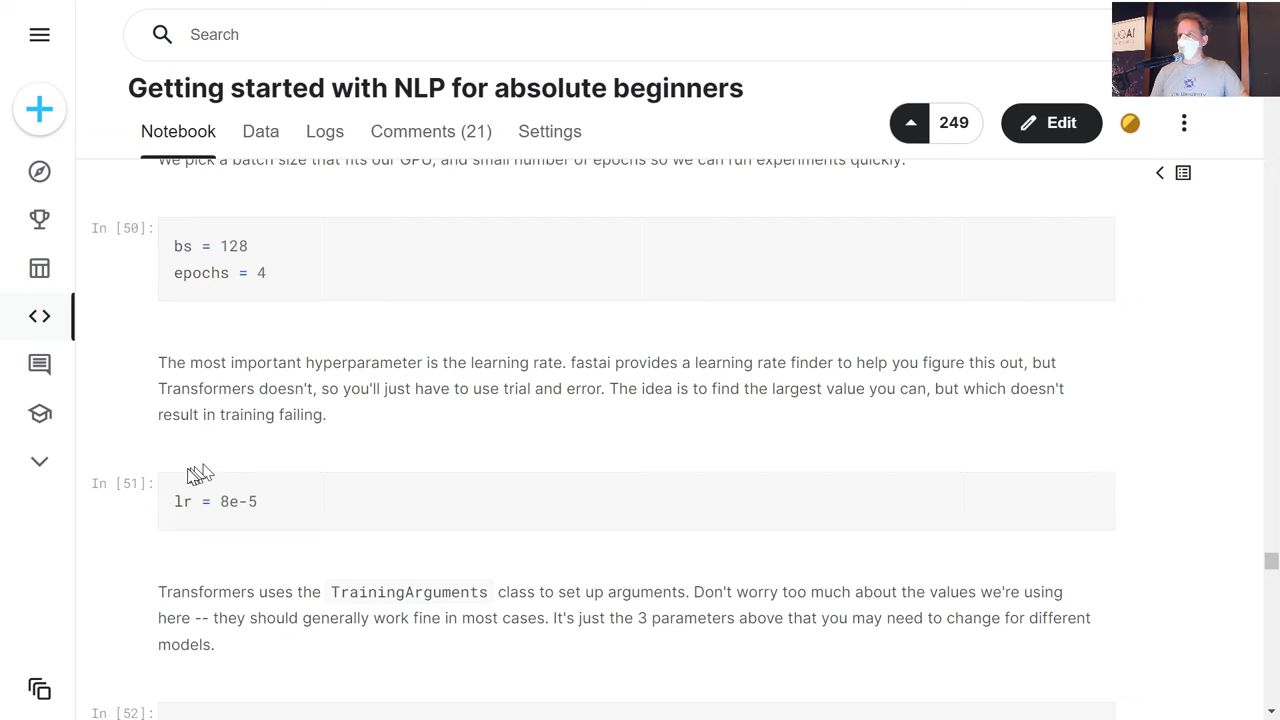 Search
Getting started with NLP for absolute beginners
Notebook
Data
Logs
Comments (21)
Settings
249
Edit
We pick a batch size that fits our GPU, and small number of epochs so we can run experiments quickly.
In [50]:
bs = 128
epochs = 4
The most important hyperparameter is the learning rate. fastai provides a learning rate finder to help you figure this out, but
Transformers doesn't, so you'll just have to use trial and error. The idea is to find the largest value you can, but which doesn't
result in training failing.
In [51]:
lr = 8e-5
Transformers uses the TrainingArguments class to set up arguments. Don't worry too much about the values we're using
here -- they should generally work fine in most cases. It's just the 3 parameters above that you may need to change for different
models.
In [52]: